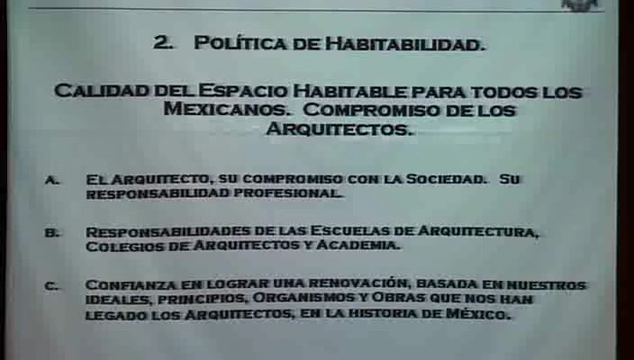 2. POLÍTICA DE HABITABILIDAD.
CALIDAD DEL ESPACIO HABITABLE PARA TODOS LOS
MEXICANOS. COMPROMISO DE LOS
ARQUITECTOS.
A. EL ARQUITECTO, SU COMPROMISO CON LA SOCIEDAD. SU
RESPONSABILIDAD PROFESIONAL.
B. RESPONSABILIDADES DE LAS ESCUELAS DE ARQUITECTURA,
COLEGIOS DE ARQUITECTOS Y ACADEMIA.
C. CONFIANZA EN LOGRAR UNA RENOVACIÓN, BASADA EN NUESTROS
IDEALES, PRINCIPIOS, ORGANISMOS Y OBRAS QUE NOS HAN
LEGADO LOS ARQUITECTOS, EN LA HISTORIA DE MÉXICO.